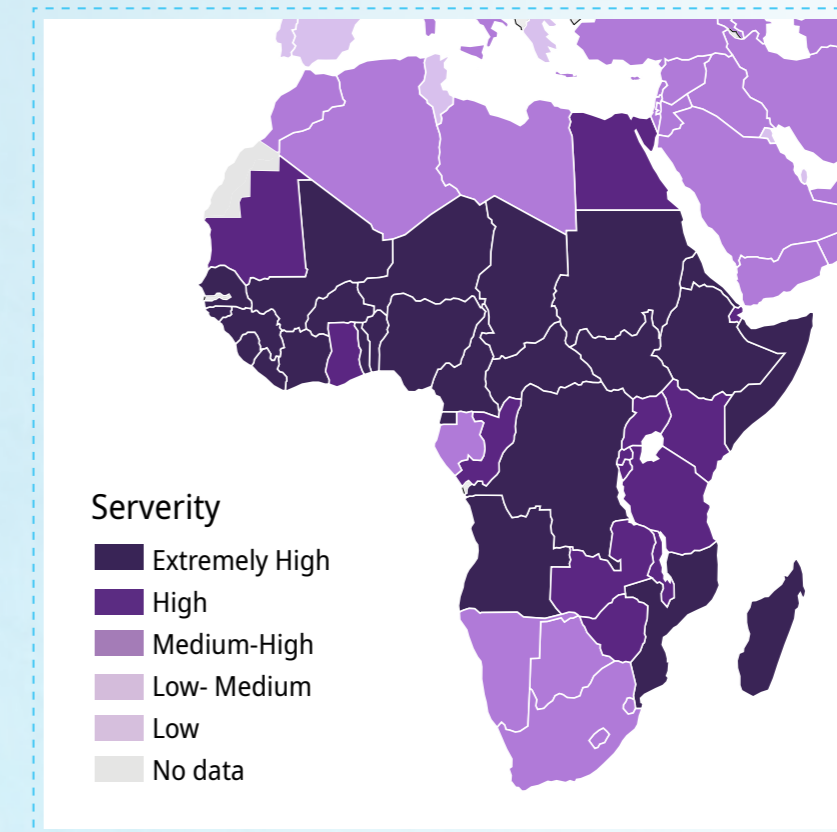 Serverity
Extremely High
High
Medium-High
Low- Medium
Low
No data